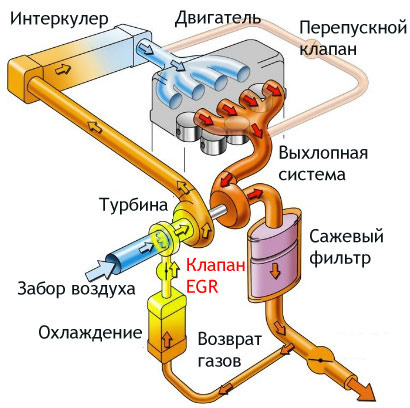 Интеркулер
Двигатель
Перепускной
клапан
Выхлопная
система
Турбина
Сажевый
фильтр
Клапан
EGR
Забор воздуха
Охлаждение
Возврат
газов